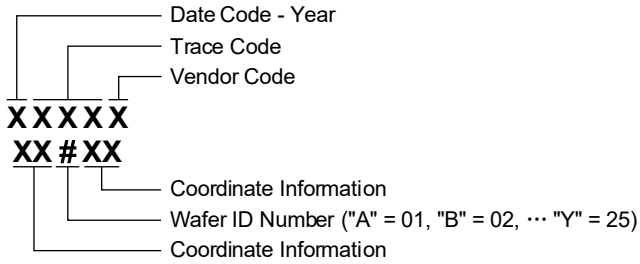 Date Code - Year
Trace Code
Vendor Code
X X X X X
XX # XX
Coordinate Information
Wafer ID Number ("A" = 01, "B" = 02, ··· "Y" = 25)
Coordinate Information